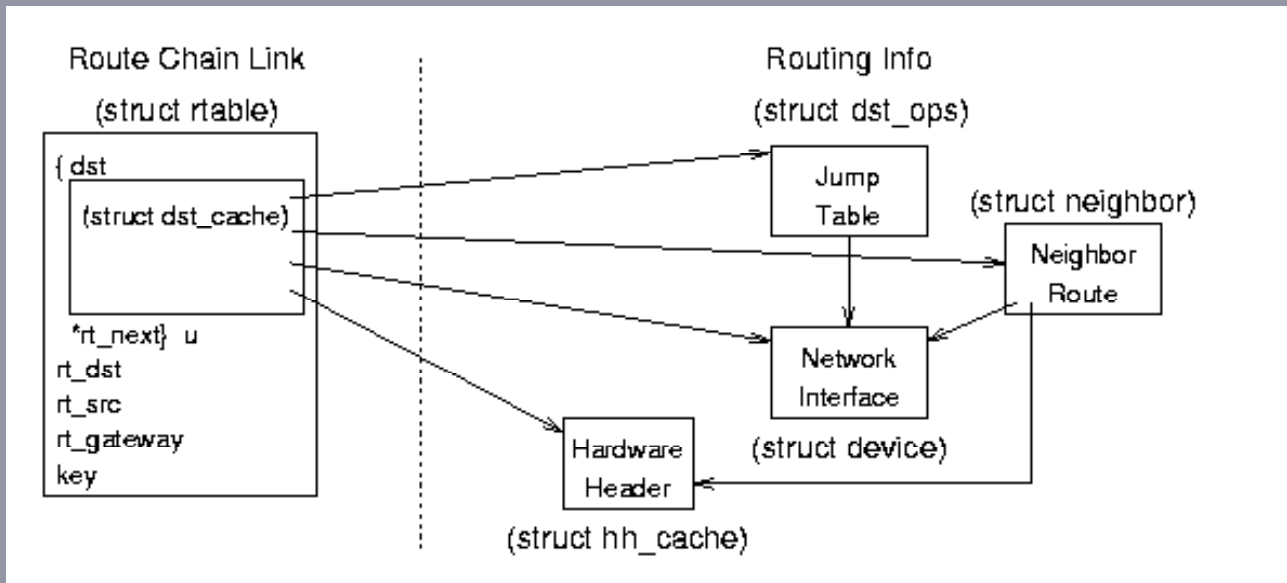 Route Chain Link
(struct rtable)
{ dst
(struct dst_cache)
*rt_next} u
rt_dst
rt_src
rt_gateway
key
Routing Info
(struct dst_ops)
Jump
Table
(struct neighbor)
Neighbor
Route
Network
Interface
(struct device)
Hardware
Header
(struct hh_cache)